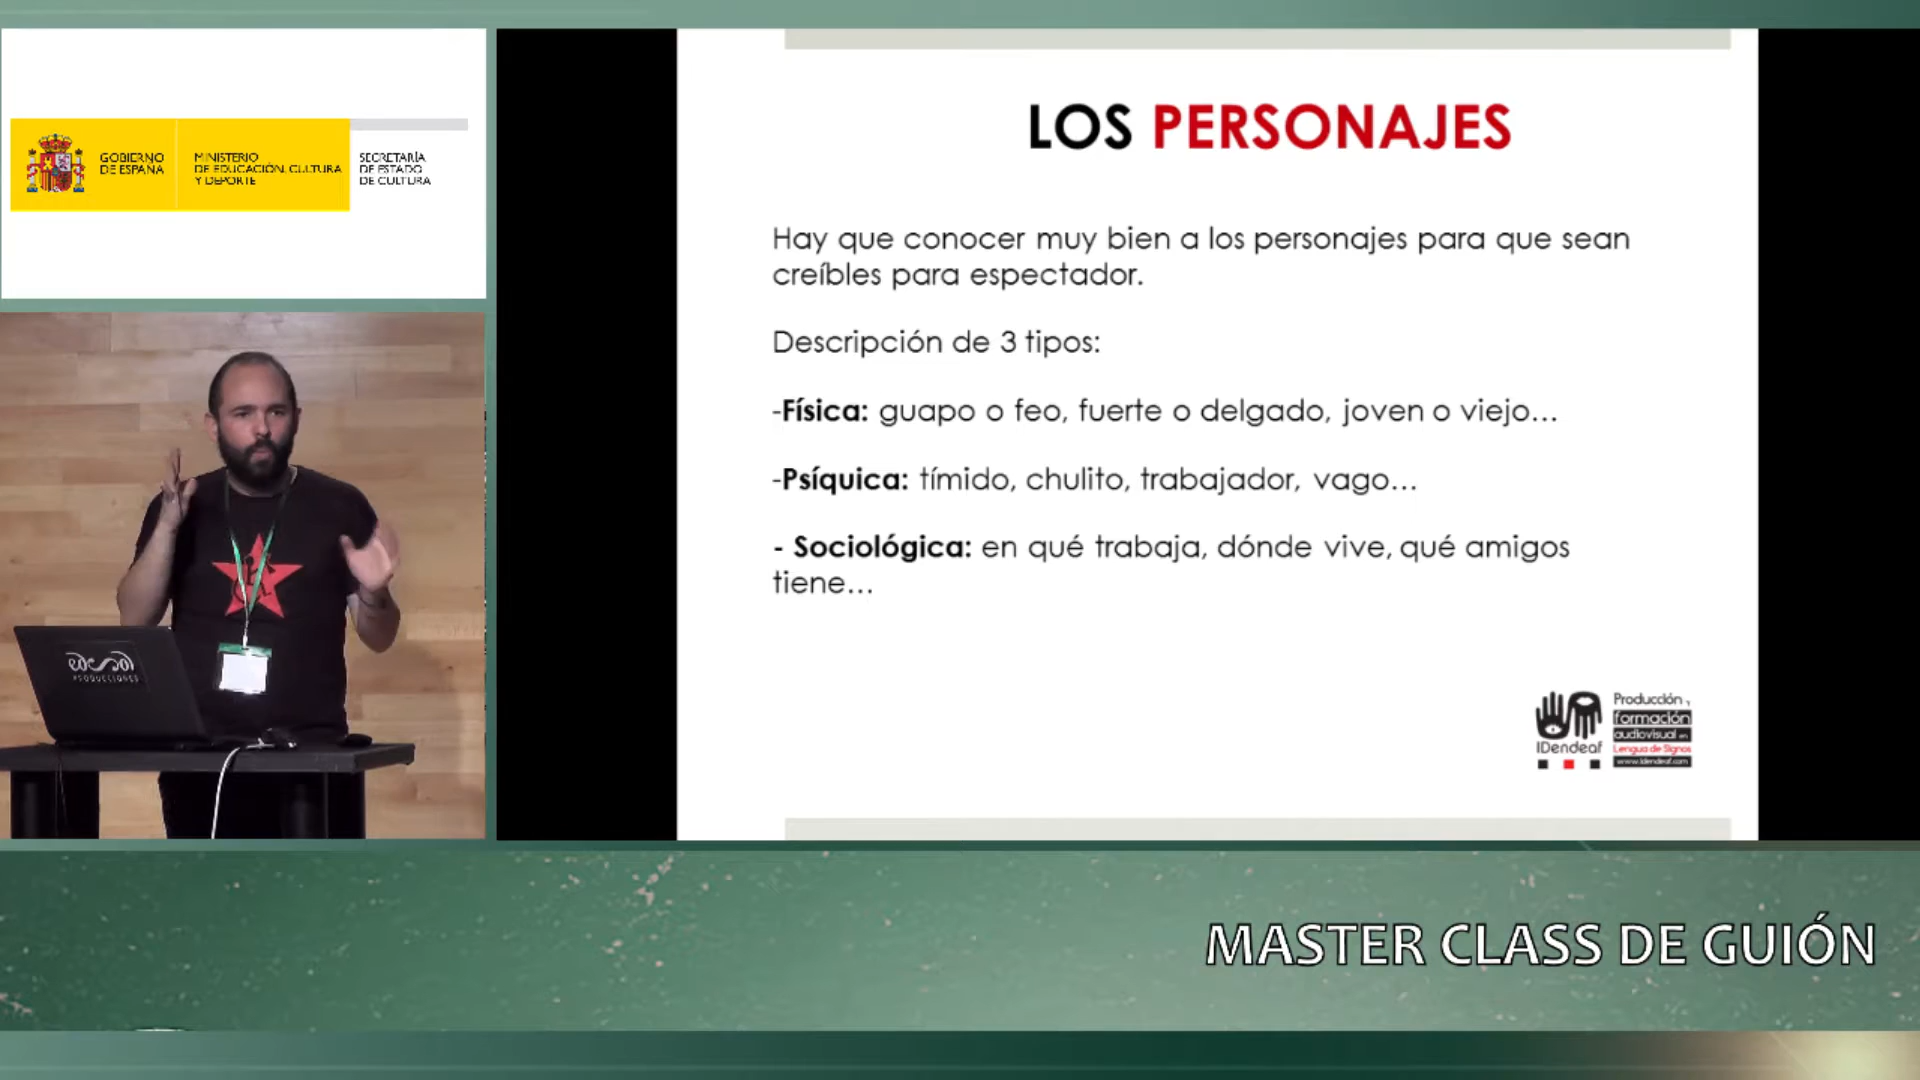 GOBIERNO
DE ESPAÑA
MINISTERIO
DE EDUCACIÓN, CULTURA
Y DEPORTE
SECRETARÍA
DE ESTADO
DE CULTURA
LOS PERSONAJES
Hay que conocer muy bien a los personajes para que sean
creíbles para espectador.
Descripción de 3 tipos:
-Física: guapo o feo, fuerte o delgado, joven o viejo...
-Psíquica: tímido, chulito, trabajador, vago...
- Sociológica: en qué trabaja, dónde vive, qué amigos
tiene...
IDendeaf
Producción y
formación
audiovisual en
Lengua de Signos
www.idendeaf.com
PRODUCCIONES
MASTER CLASS DE GUIÓN